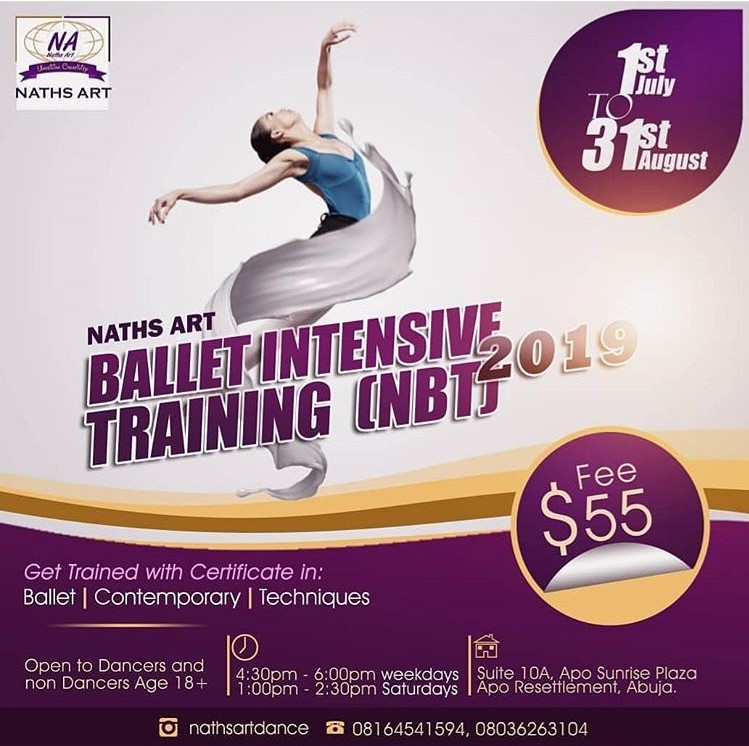 NA
Naths Art
NATHS ART
1st
July
TO
31st
August
NATHS ART
BALLET INTENSIVE
2019
TRAINING (NBT)
Fee
$55
Get Trained with Certificate in:
Ballet | Contemporary | Techniques
Open to Dancers and
non Dancers Age 18+
4:30pm - 6:00pm weekdays
1:00pm - 2:30pm Saturdays
Suite 10A, Apo Sunrise Plaza
Apo Resettlement, Abuja.
nathsartdance
08164541594, 08036263104